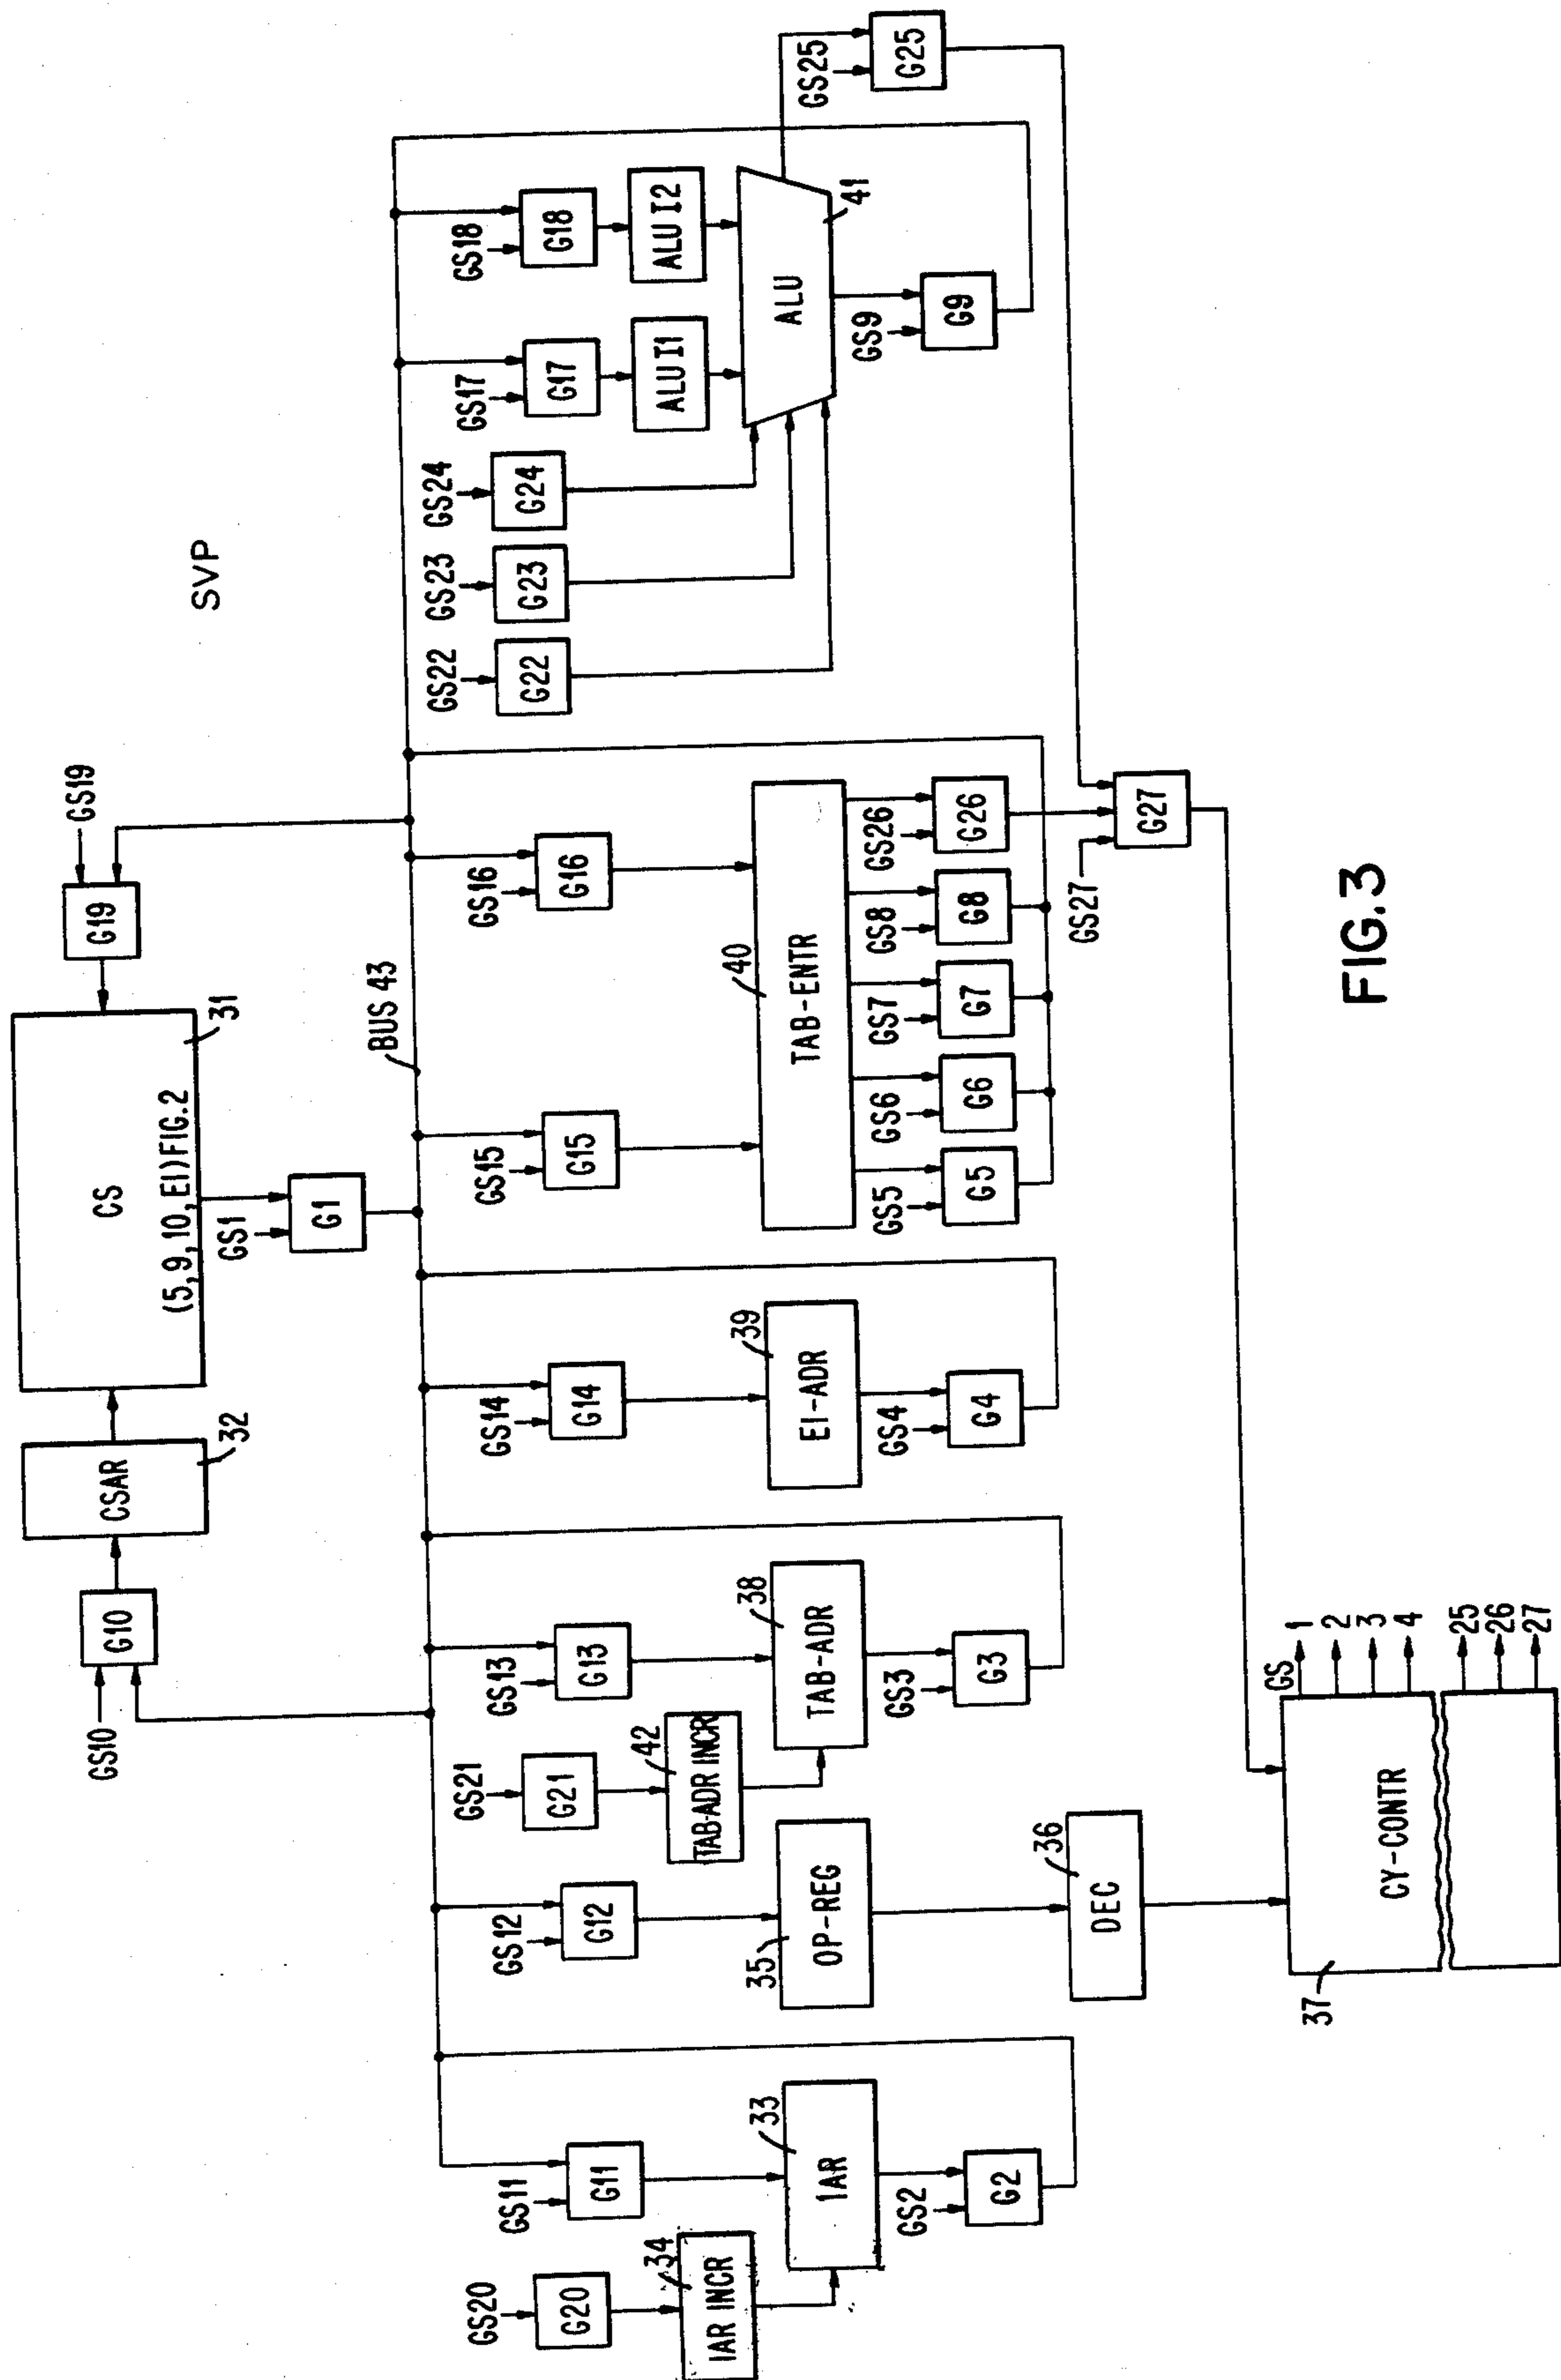 SVP
GS10
G10
CSAR
32
CS
(5,9,10,EI)FIG.2
31
G19
GS19
GS1
G1
BUS 43
GS20
G20
IAR INCR
34
GS11
G11
IAR
33
GS2
G2
GS12
G12
OP-REG
35
DEC
36
CY-CONTR
37
GS
1
2
3
4
25
26
27
GS21
G21
TAB-ADR INCR
42
GS13
G13
TAB-ADR
38
GS3
G3
GS14
G14
EI-ADR
39
GS4
G4
GS15
G15
GS16
G16
TAB-ENTR
40
GS5
G5
GS6
G6
GS7
G7
GS8
G8
GS26
G26
GS27
G27
GS22
G22
GS23
G23
GS24
G24
GS17
G17
ALU I1
GS18
G18
ALU I2
ALU
41
GS9
G9
GS25
G25
FIG.3